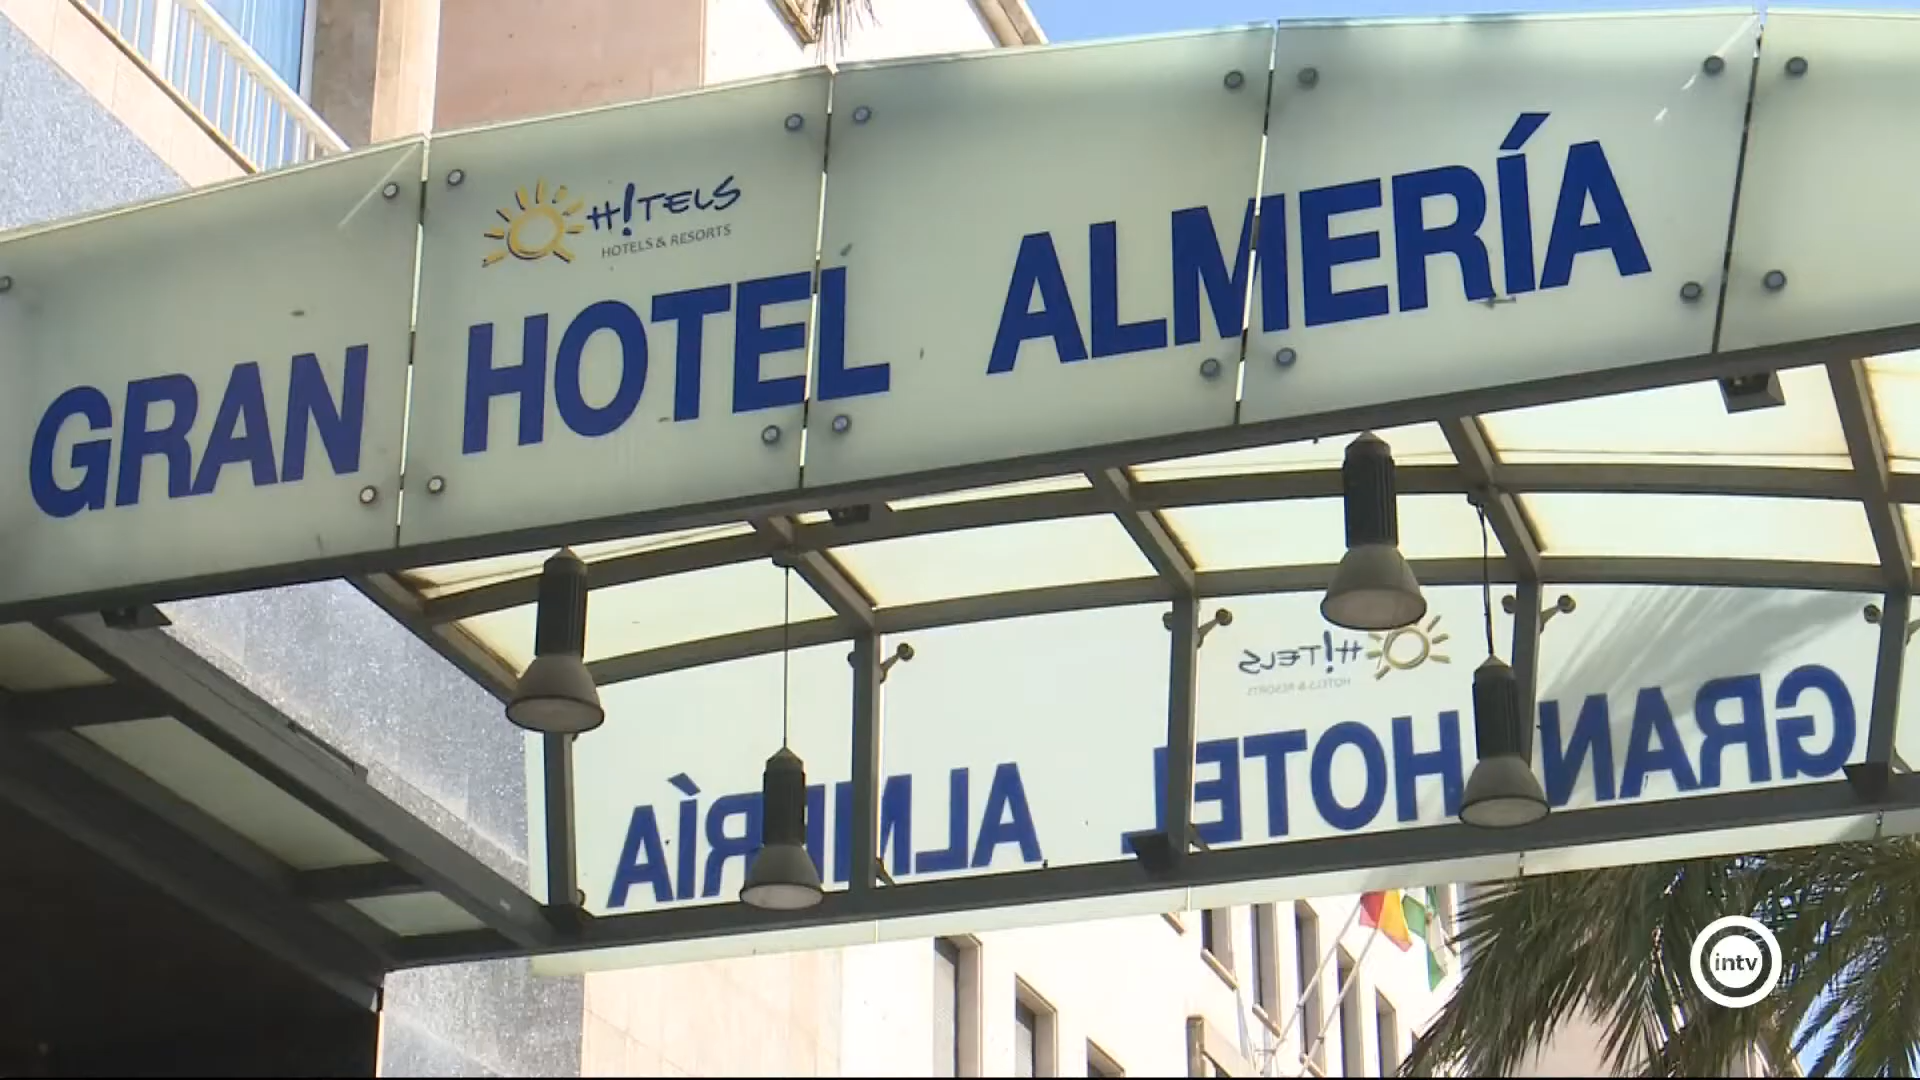 H!TELS
HOTELS & RESORTS
GRAN HOTEL ALMERÍA
H!TELS
HOTELS & RESORTS
GRAN HOTEL ALMERÍA
intv